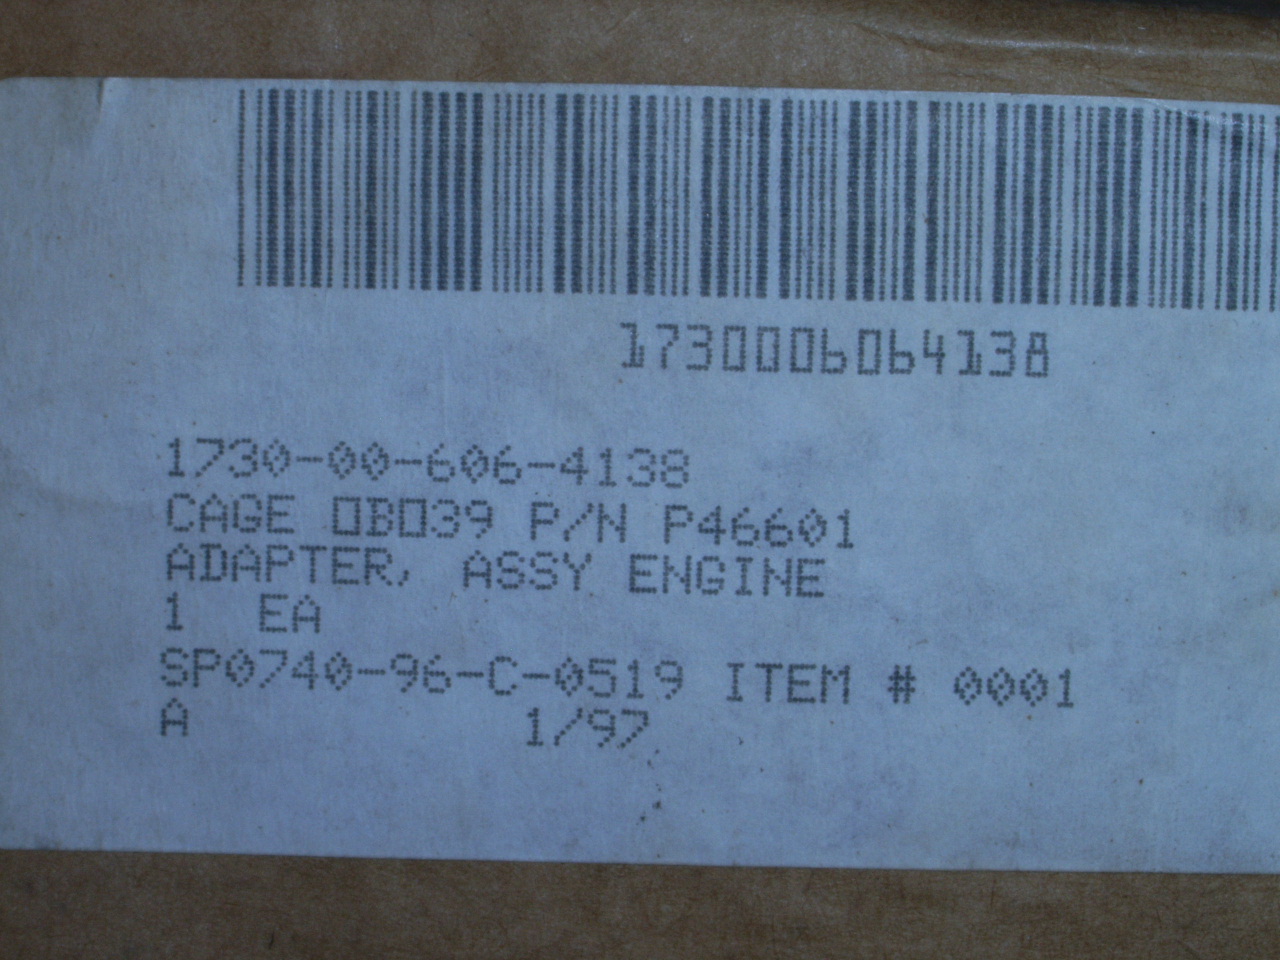 1730006064138
1730-00-606-4138
CAGE 0B039 P/N P46601
ADAPTER, ASSY ENGINE
1 EA
SP0740-96-C-0519 ITEM # 0001
A 1/97